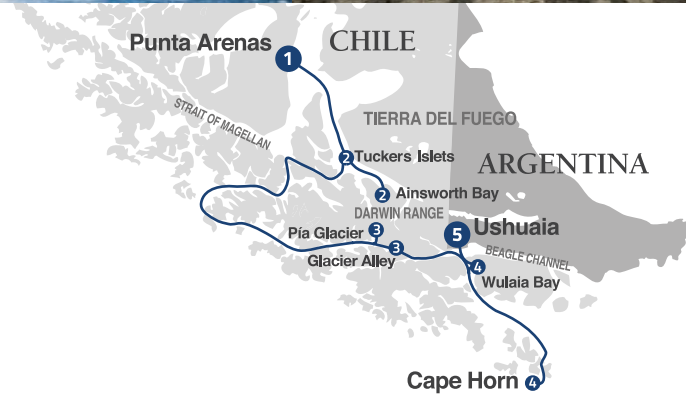 Punta Arenas
CHILE
1
STRAIT OF MAGELLAN
TIERRA DEL FUEGO
2
Tuckers Islets
ARGENTINA
2
Ainsworth Bay
DARWIN RANGE
Pía Glacier
3
5
Ushuaia
3
Glacier Alley
BEAGLE CHANNEL
4
Wulaia Bay
Cape Horn
4